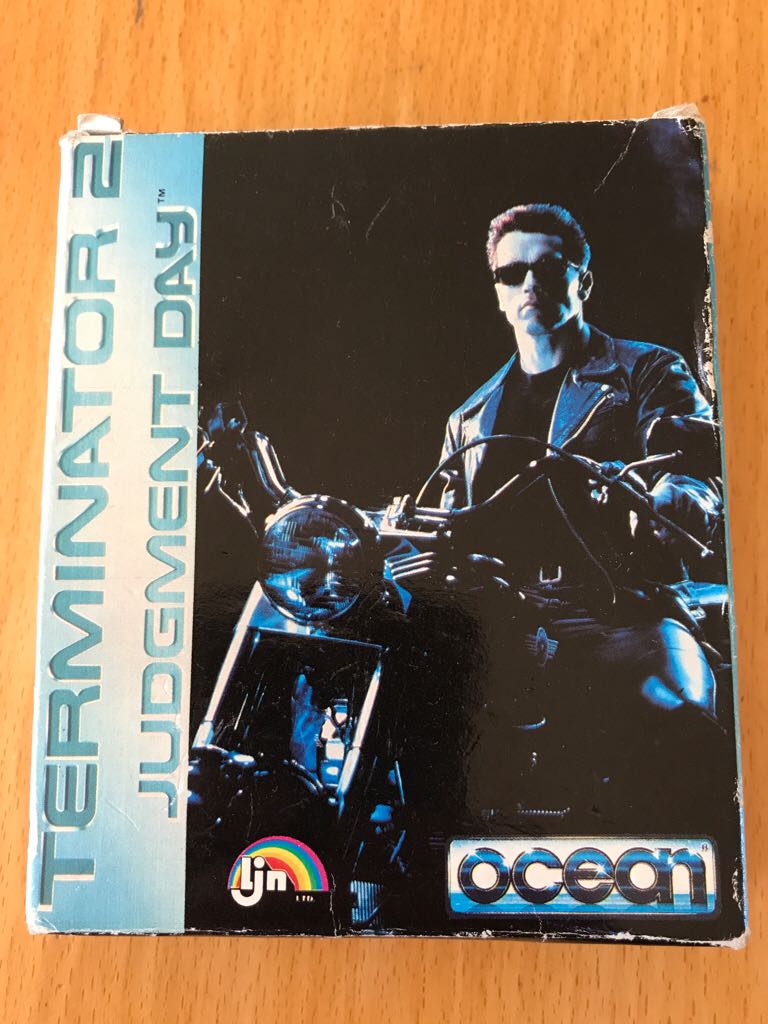 TERMINATOR 2
JUDGMENT DAY™
ljn
LTD.
ocean®